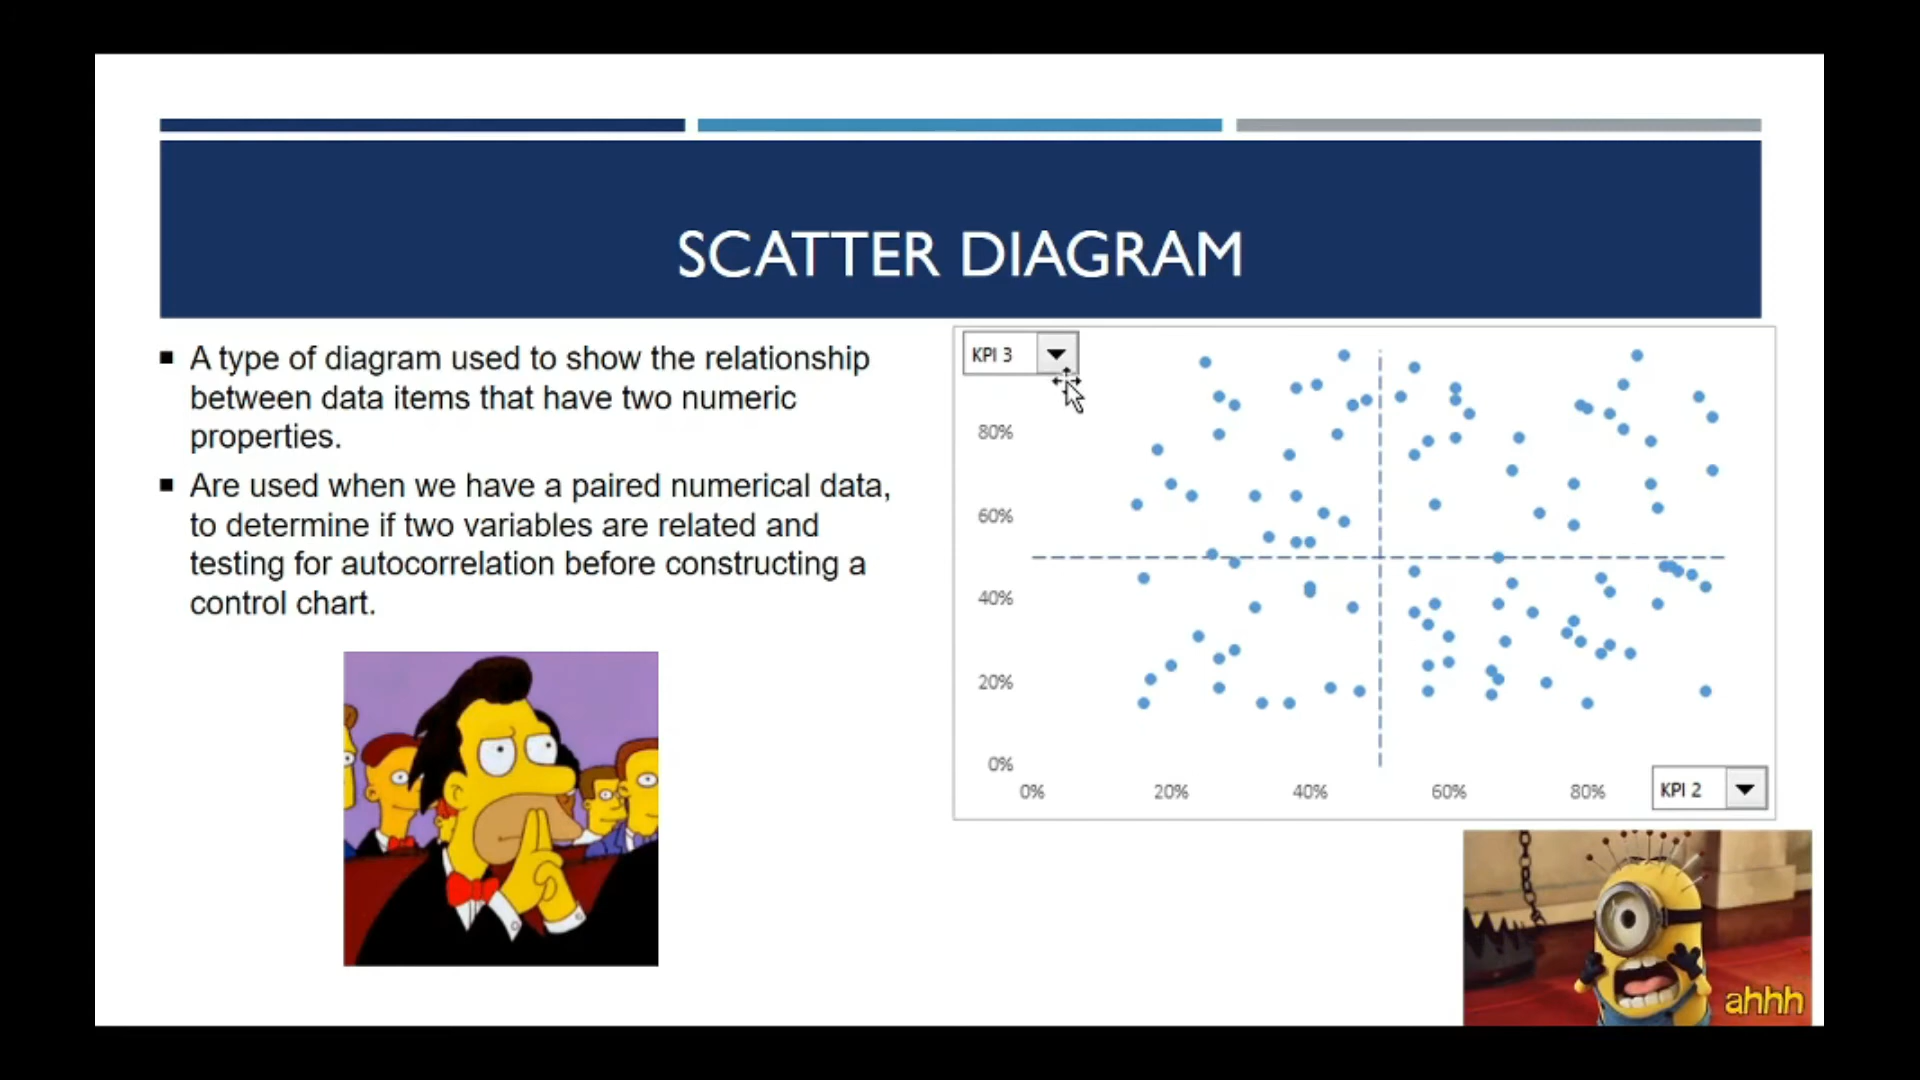 SCATTER DIAGRAM
■ A type of diagram used to show the relationship
between data items that have two numeric
properties.
■ Are used when we have a paired numerical data,
to determine if two variables are related and
testing for autocorrelation before constructing a
control chart.
KPI 3
80%
60%
40%
20%
0%
0% 20% 40% 60% 80%
KPI 2
ahhh